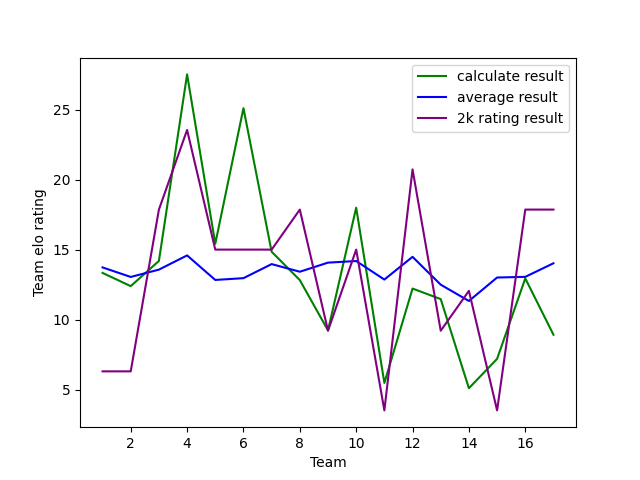 calculate result
average result
2k rating result
25
20
15
10
5
Team elo rating
2 4 6 8 10 12 14 16
Team